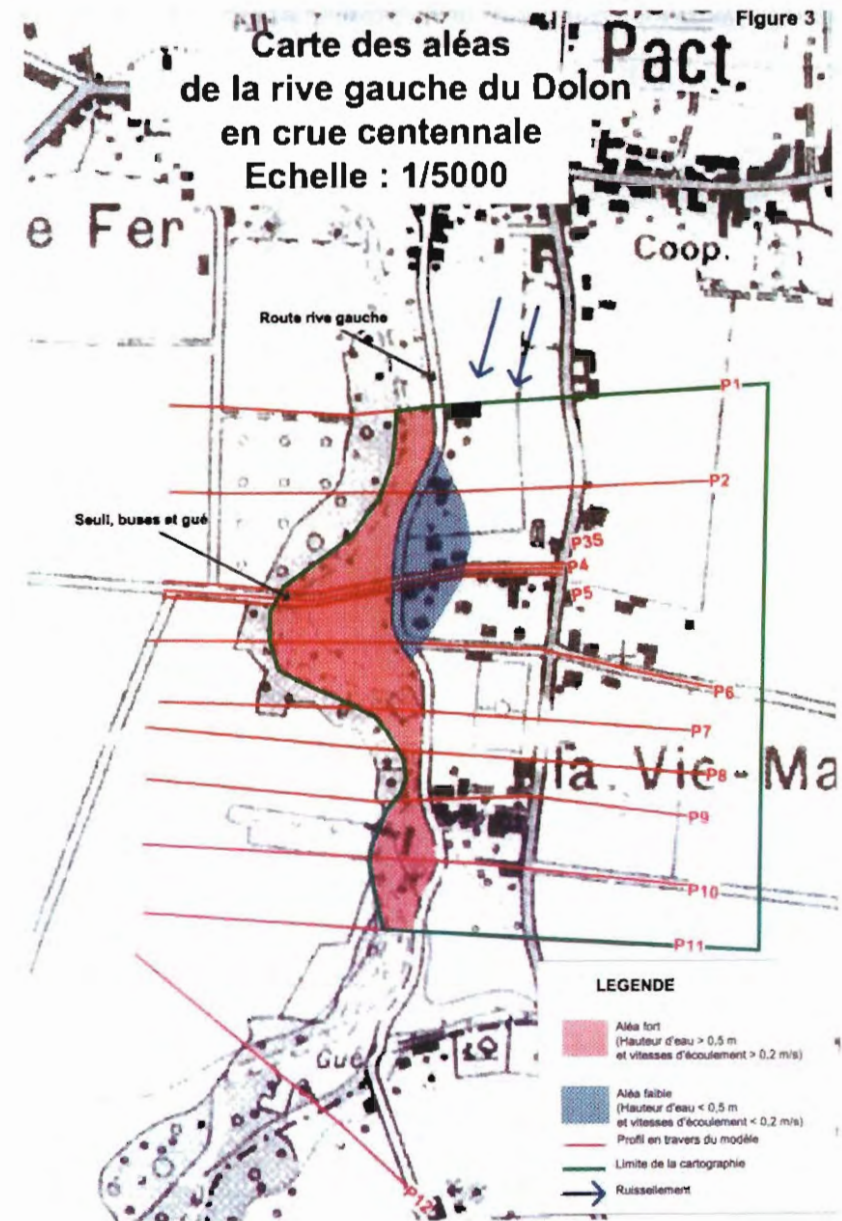 Figure 3
Carte des aléas
de la rive gauche du Dolon
en crue centennale
Echelle : 1/5000
Pact
e Fer
Coop.
Route rive gauche
P1
P2
Seuil, buses et gué
P3S
P4
P5
P6
P7
la Vie-Ma
P8
P9
P10
P11
LEGENDE
Aléa fort
(Hauteur d'eau > 0,5 m
et vitesses d'écoulement > 0,2 m/s)
Gué
Aléa faible
(Hauteur d'eau < 0,5 m
et vitesses d'écoulement < 0,2 m/s)
Profil en travers du modèle
Limite de la cartographie
Ruissellement
P12